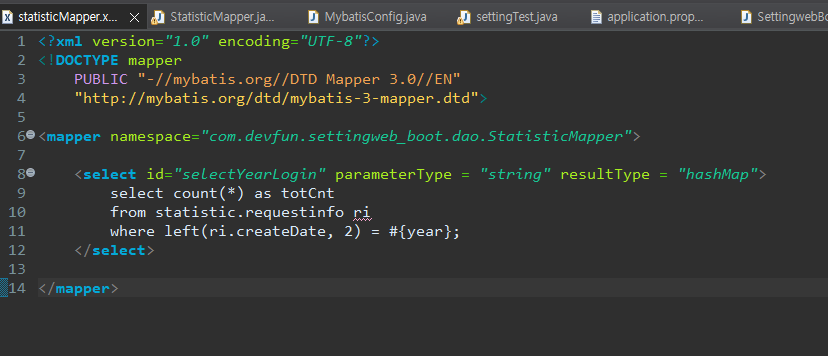 statisticMapper.x... StatisticMapper.ja... MybatisConfig.java settingTest.java application.prop... SettingwebBo
1 <?xml version="1.0" encoding="UTF-8"?>
2 <!DOCTYPE mapper
3 PUBLIC "-//mybatis.org//DTD Mapper 3.0//EN"
4 "http://mybatis.org/dtd/mybatis-3-mapper.dtd">
5
6 <mapper namespace="com.devfun.settingweb_boot.dao.StatisticMapper">
7
8 <select id="selectYearLogin" parameterType = "string" resultType = "hashMap">
9 select count(*) as totCnt
10 from statistic.requestinfo ri
11 where left(ri.createDate, 2) = #{year};
12 </select>
13
14 </mapper>